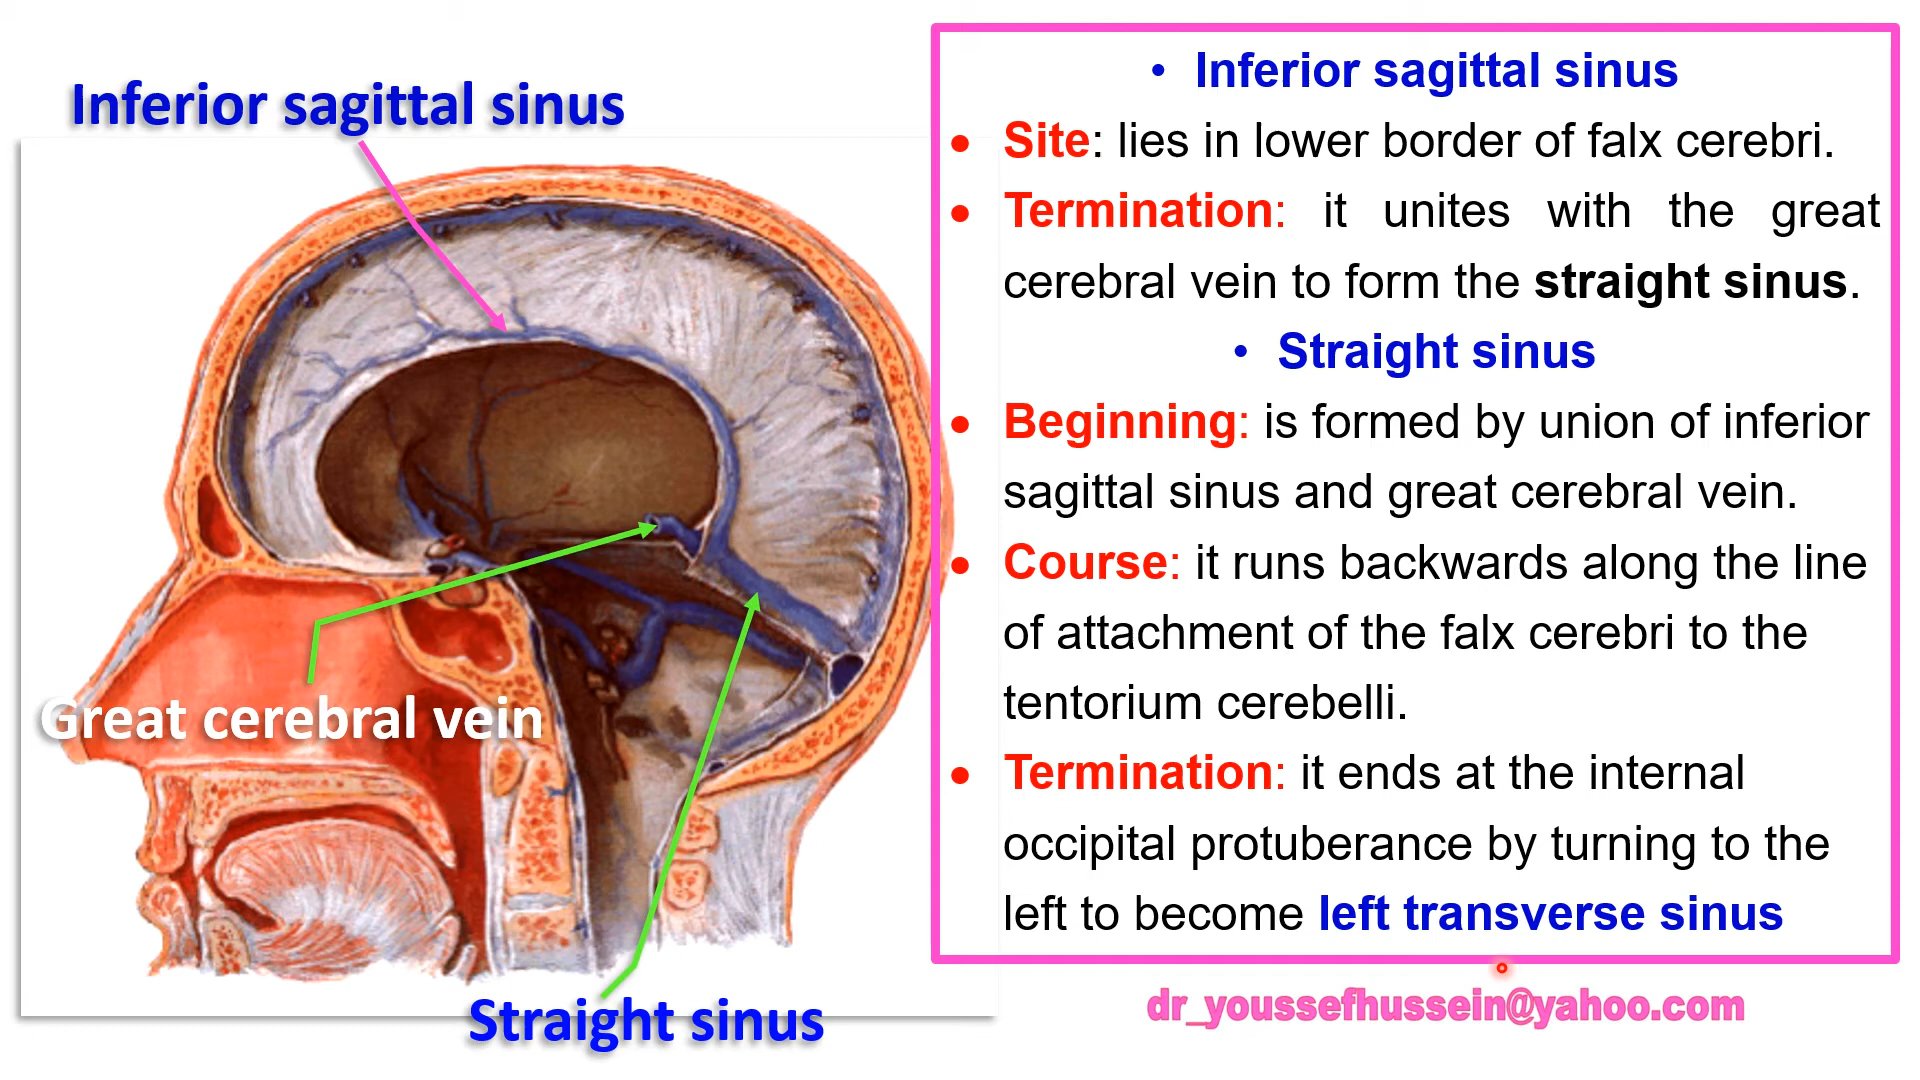 Inferior sagittal sinus
Great cerebral vein
Straight sinus
• Inferior sagittal sinus
• Site: lies in lower border of falx cerebri.
• Termination: it unites with the great
cerebral vein to form the straight sinus.
• Straight sinus
• Beginning: is formed by union of inferior
sagittal sinus and great cerebral vein.
• Course: it runs backwards along the line
of attachment of the falx cerebri to the
tentorium cerebelli.
• Termination: it ends at the internal
occipital protuberance by turning to the
left to become left transverse sinus
dr_youssefhussein@yahoo.com